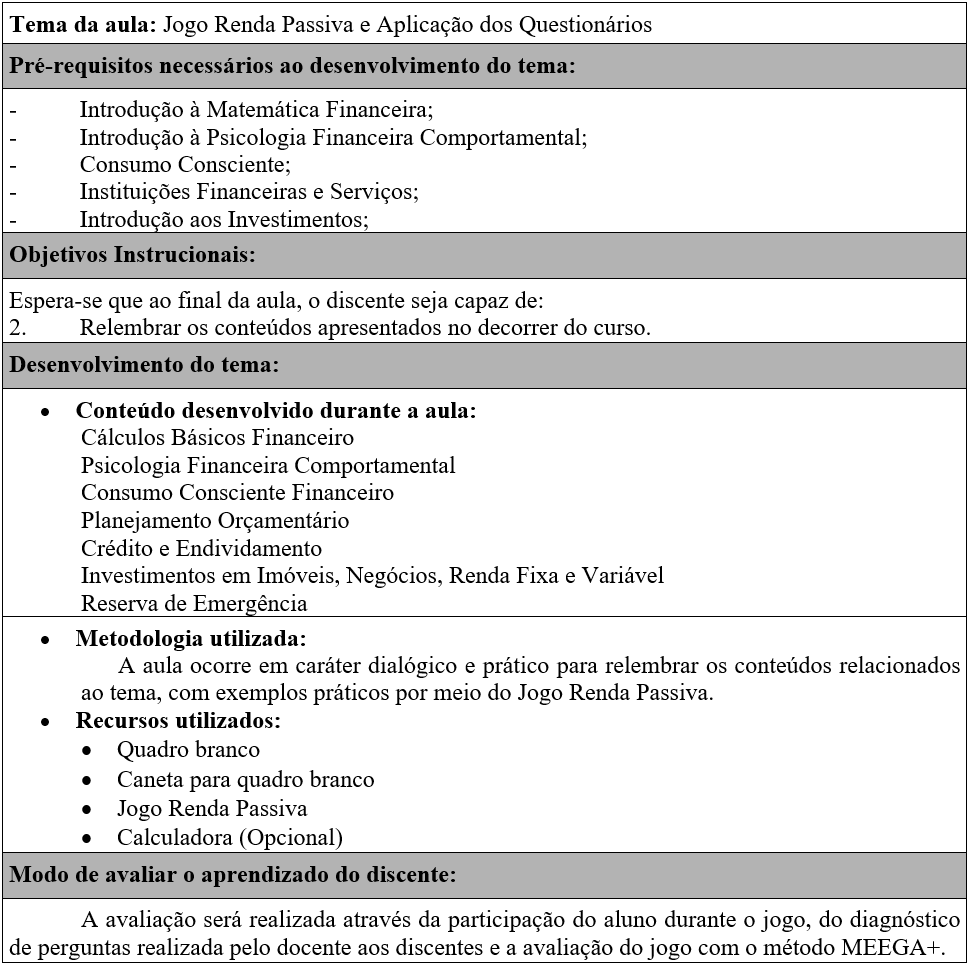 Tema da aula: Jogo Renda Passiva e Aplicação dos Questionários
Pré-requisitos necessários ao desenvolvimento do tema:
- Introdução à Matemática Financeira;
- Introdução à Psicologia Financeira Comportamental;
- Consumo Consciente;
- Instituições Financeiras e Serviços;
- Introdução aos Investimentos;
Objetivos Instrucionais:
Espera-se que ao final da aula, o discente seja capaz de:
2. Relembrar os conteúdos apresentados no decorrer do curso.
Desenvolvimento do tema:
• Conteúdo desenvolvido durante a aula:
Cálculos Básicos Financeiro
Psicologia Financeira Comportamental
Consumo Consciente Financeiro
Planejamento Orçamentário
Crédito e Endividamento
Investimentos em Imóveis, Negócios, Renda Fixa e Variável
Reserva de Emergência
• Metodologia utilizada:
A aula ocorre em caráter dialógico e prático para relembrar os conteúdos relacionados
ao tema, com exemplos práticos por meio do Jogo Renda Passiva.
• Recursos utilizados:
• Quadro branco
• Caneta para quadro branco
• Jogo Renda Passiva
• Calculadora (Opcional)
Modo de avaliar o aprendizado do discente:
A avaliação será realizada através da participação do aluno durante o jogo, do diagnóstico
de perguntas realizada pelo docente aos discentes e a avaliação do jogo com o método MEEGA+.